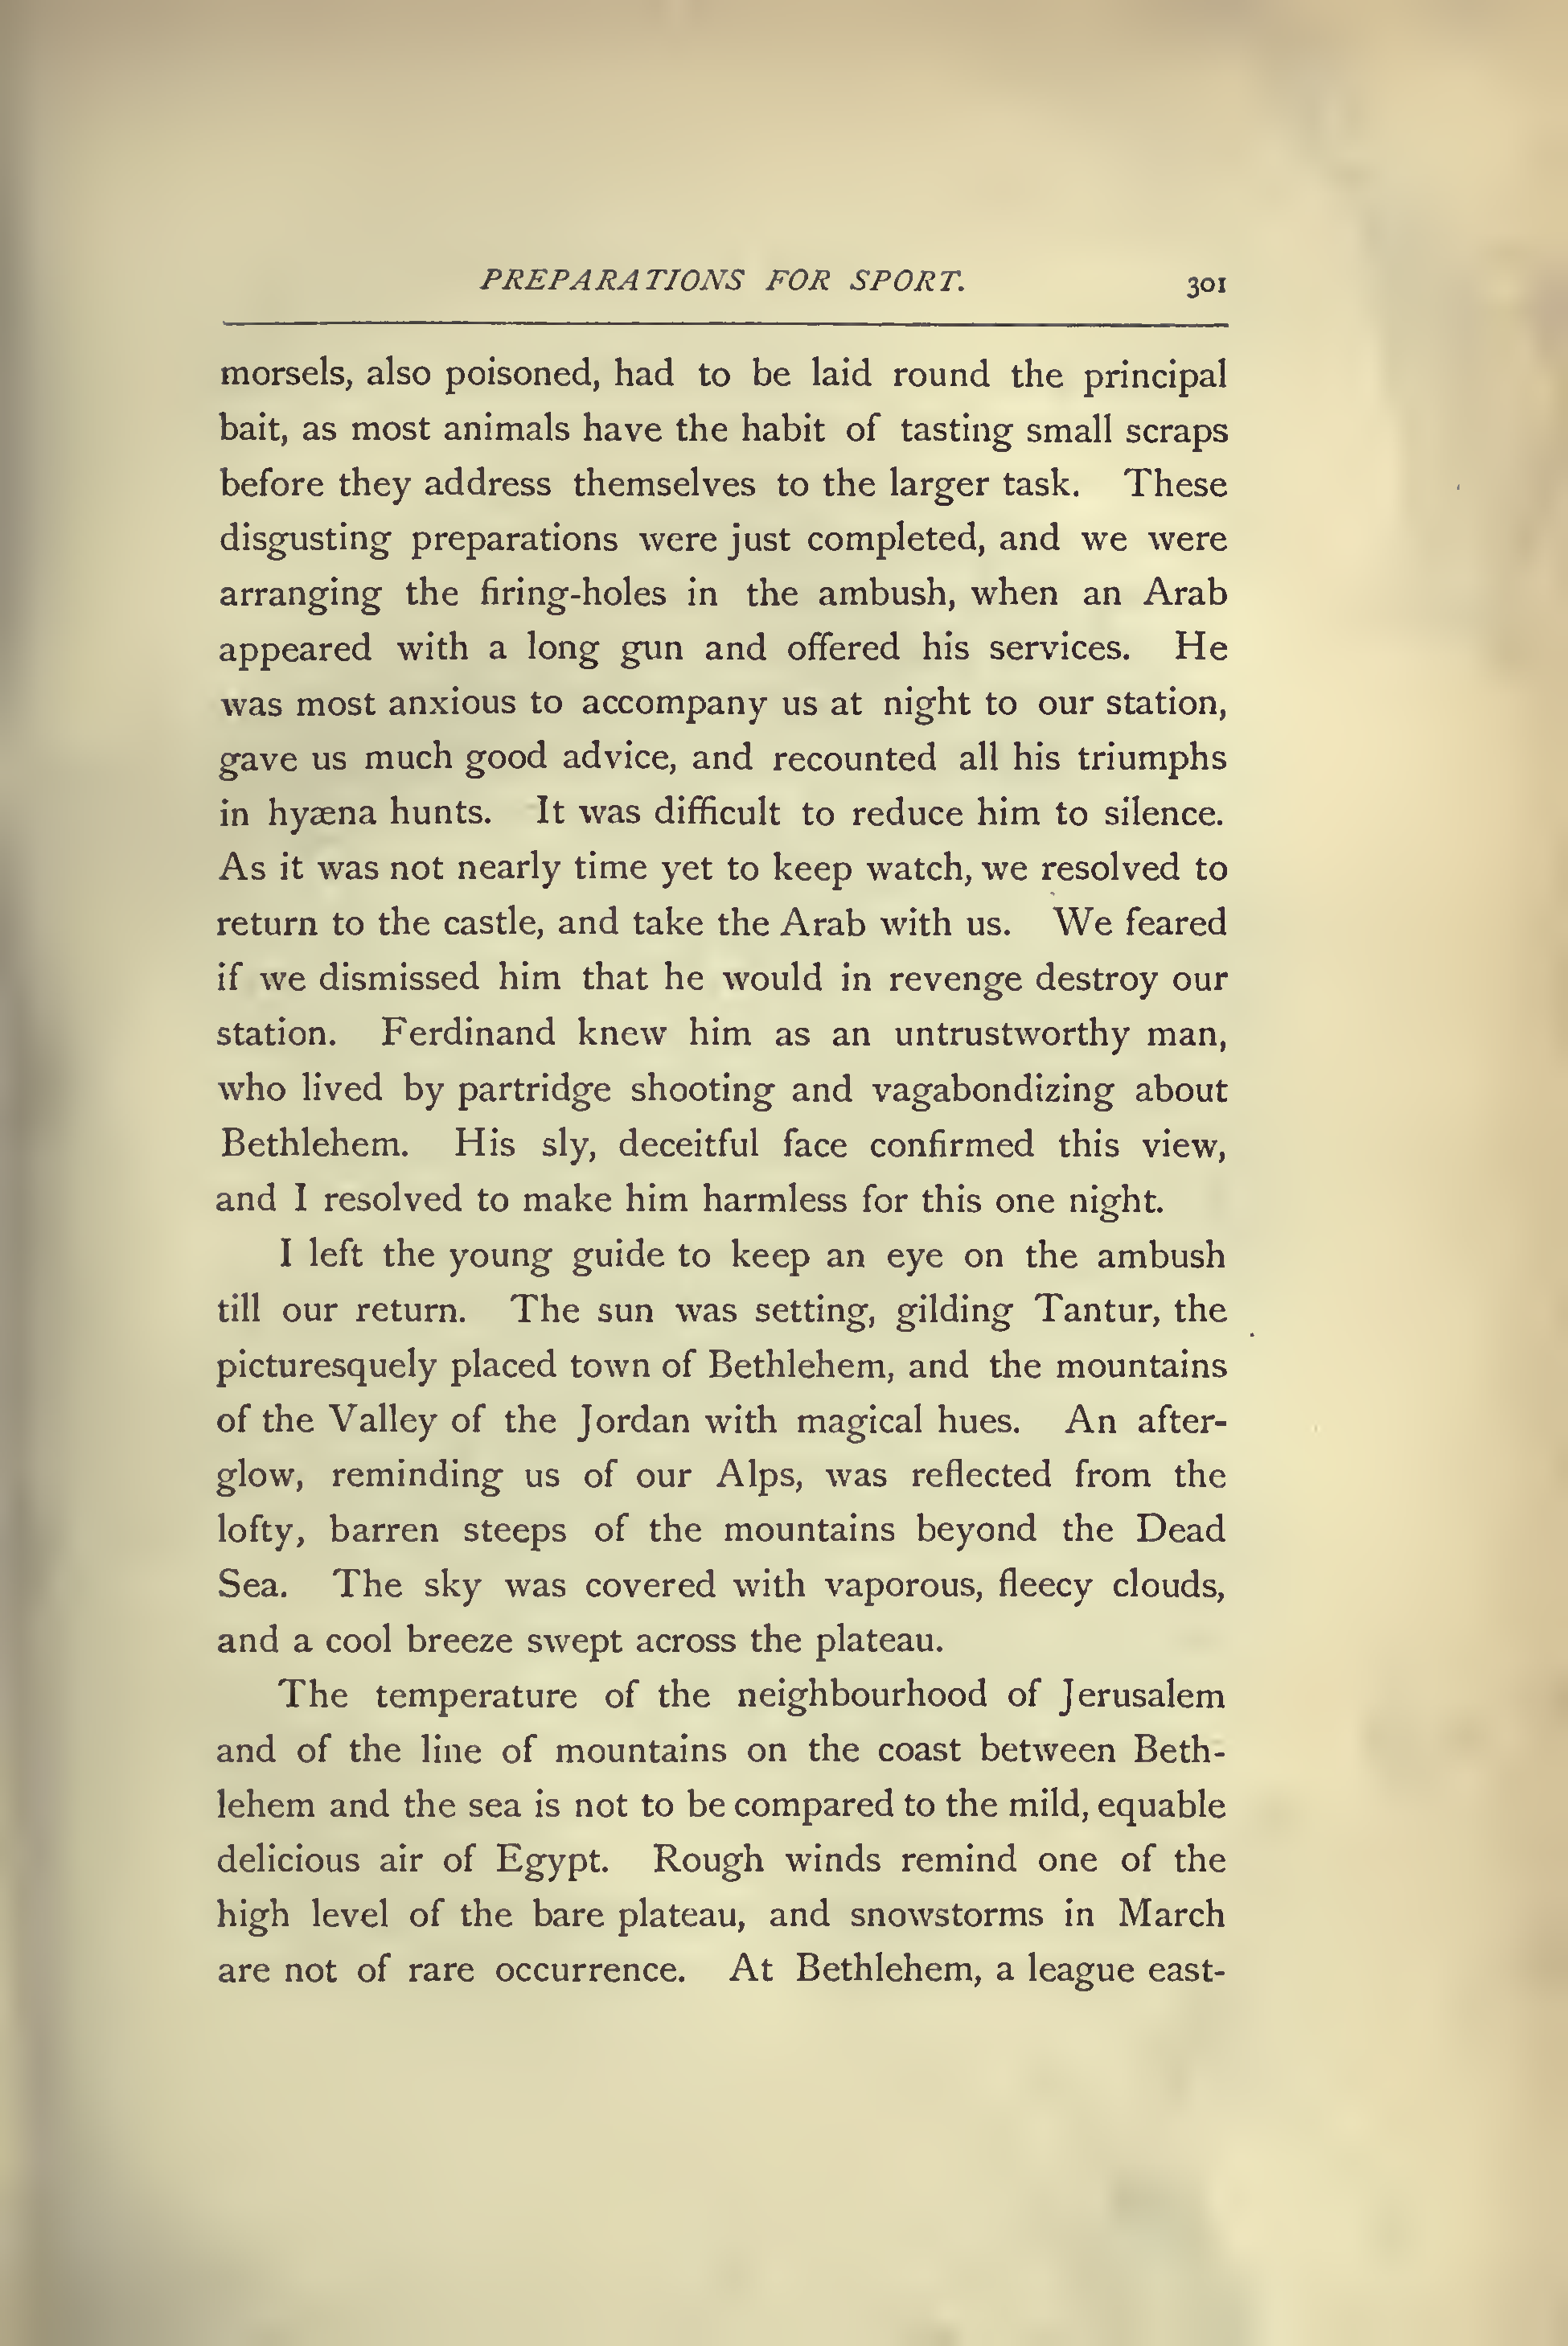 PREPARATIONS FOR SPORT. 301
morsels, also poisoned, had to be laid round the principal
bait, as most animals have the habit of tasting small scraps
before they address themselves to the larger task. These
disgusting preparations were just completed, and we were
arranging the firing-holes in the ambush, when an Arab
appeared with a long gun and offered his services. He
was most anxious to accompany us at night to our station,
gave us much good advice, and recounted all his triumphs
in hyæna hunts. It was difficult to reduce him to silence.
As it was not nearly time yet to keep watch, we resolved to
return to the castle, and take the Arab with us. We feared
if we dismissed him that he would in revenge destroy our
station. Ferdinand knew him as an untrustworthy man,
who lived by partridge shooting and vagabondizing about
Bethlehem. His sly, deceitful face confirmed this view,
and I resolved to make him harmless for this one night.
I left the young guide to keep an eye on the ambush
till our return. The sun was setting, gilding Tantur, the
picturesquely placed town of Bethlehem, and the mountains
of the Valley of the Jordan with magical hues. An after-
glow, reminding us of our Alps, was reflected from the
lofty, barren steeps of the mountains beyond the Dead
Sea. The sky was covered with vaporous, fleecy clouds,
and a cool breeze swept across the plateau.
The temperature of the neighbourhood of Jerusalem
and of the line of mountains on the coast between Beth-
lehem and the sea is not to be compared to the mild, equable
delicious air of Egypt. Rough winds remind one of the
high level of the bare plateau, and snowstorms in March
are not of rare occurrence. At Bethlehem, a league east-